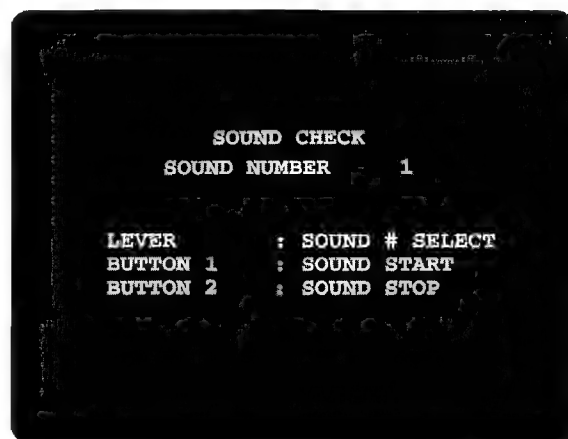 SOUND CHECK
SOUND NUMBER 1
LEVER : SOUND # SELECT
BUTTON 1 : SOUND START
BUTTON 2 : SOUND STOP